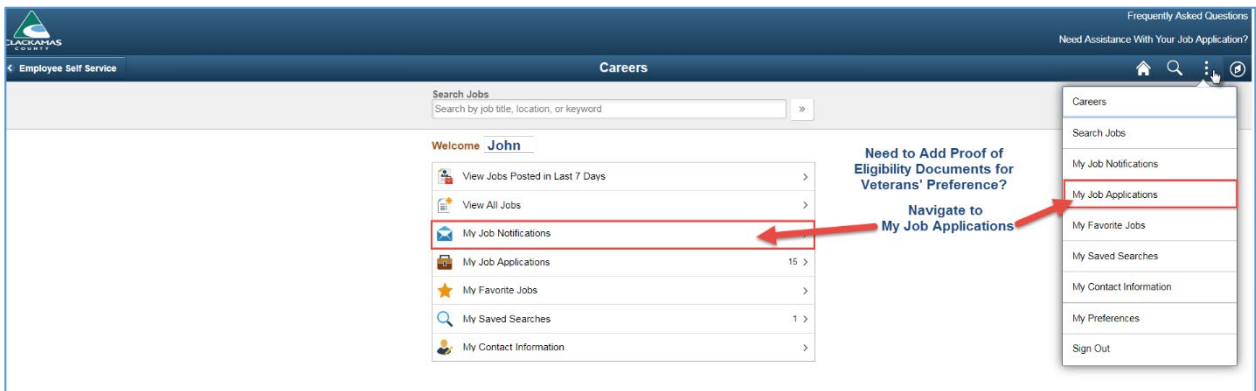 Frequently Asked Questions
CLACKAMAS
COUNTY
Need Assistance With Your Job Application?
Employee Self Service
Careers
Search Jobs
Search by job title, location, or keyword
»
Welcome John
View Jobs Posted in Last 7 Days
View All Jobs
My Job Notifications
My Job Applications 15
My Favorite Jobs
My Saved Searches 1
My Contact Information
Need to Add Proof of
Eligibility Documents for
Veterans' Preference?
Navigate to
My Job Applications
Careers
Search Jobs
My Job Notifications
My Job Applications
My Favorite Jobs
My Saved Searches
My Contact Information
My Preferences
Sign Out